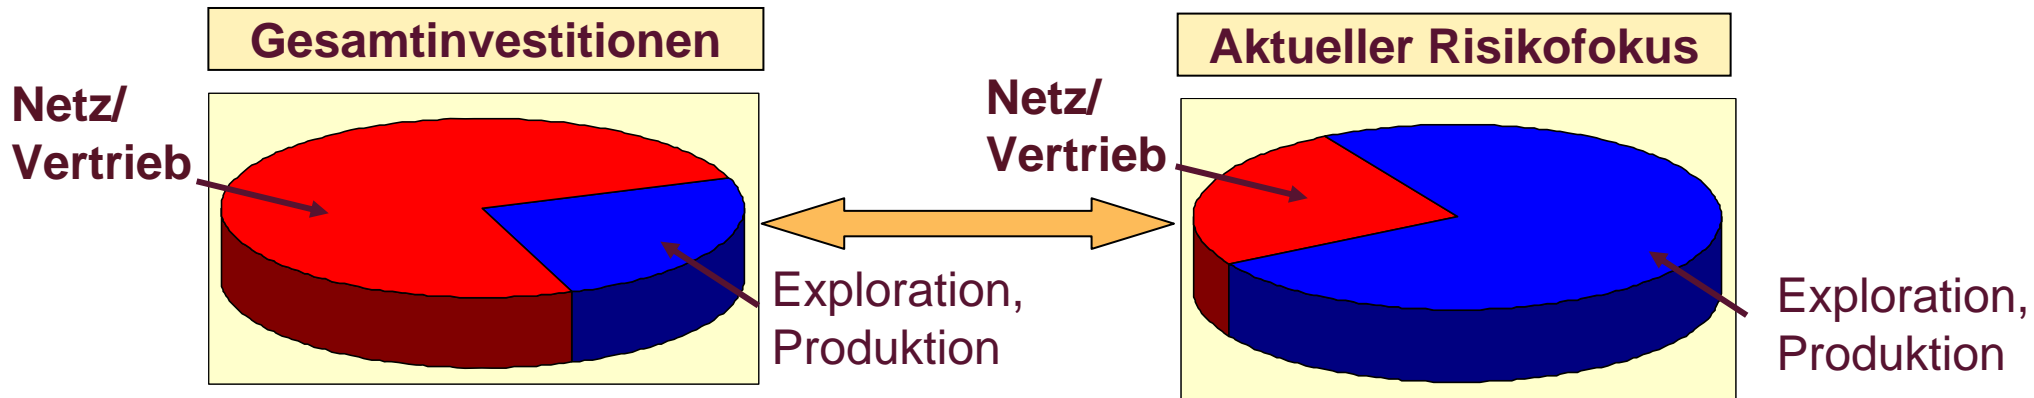 Gesamtinvestitionen
Netz/
Vertrieb
Exploration,
Produktion
Aktueller Risikofokus
Netz/
Vertrieb
Exploration,
Produktion